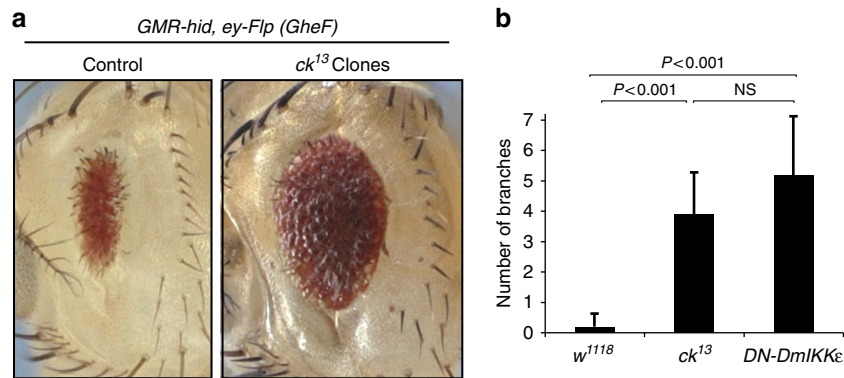 a
GMR-hid, ey-Flp (GheF)
Control
ck¹³ Clones
b
P<0.001
P<0.001
NS
Number of branches
7
6
5
4
3
2
1
0
w¹¹¹⁸
ck¹³
DN-DmIKKε